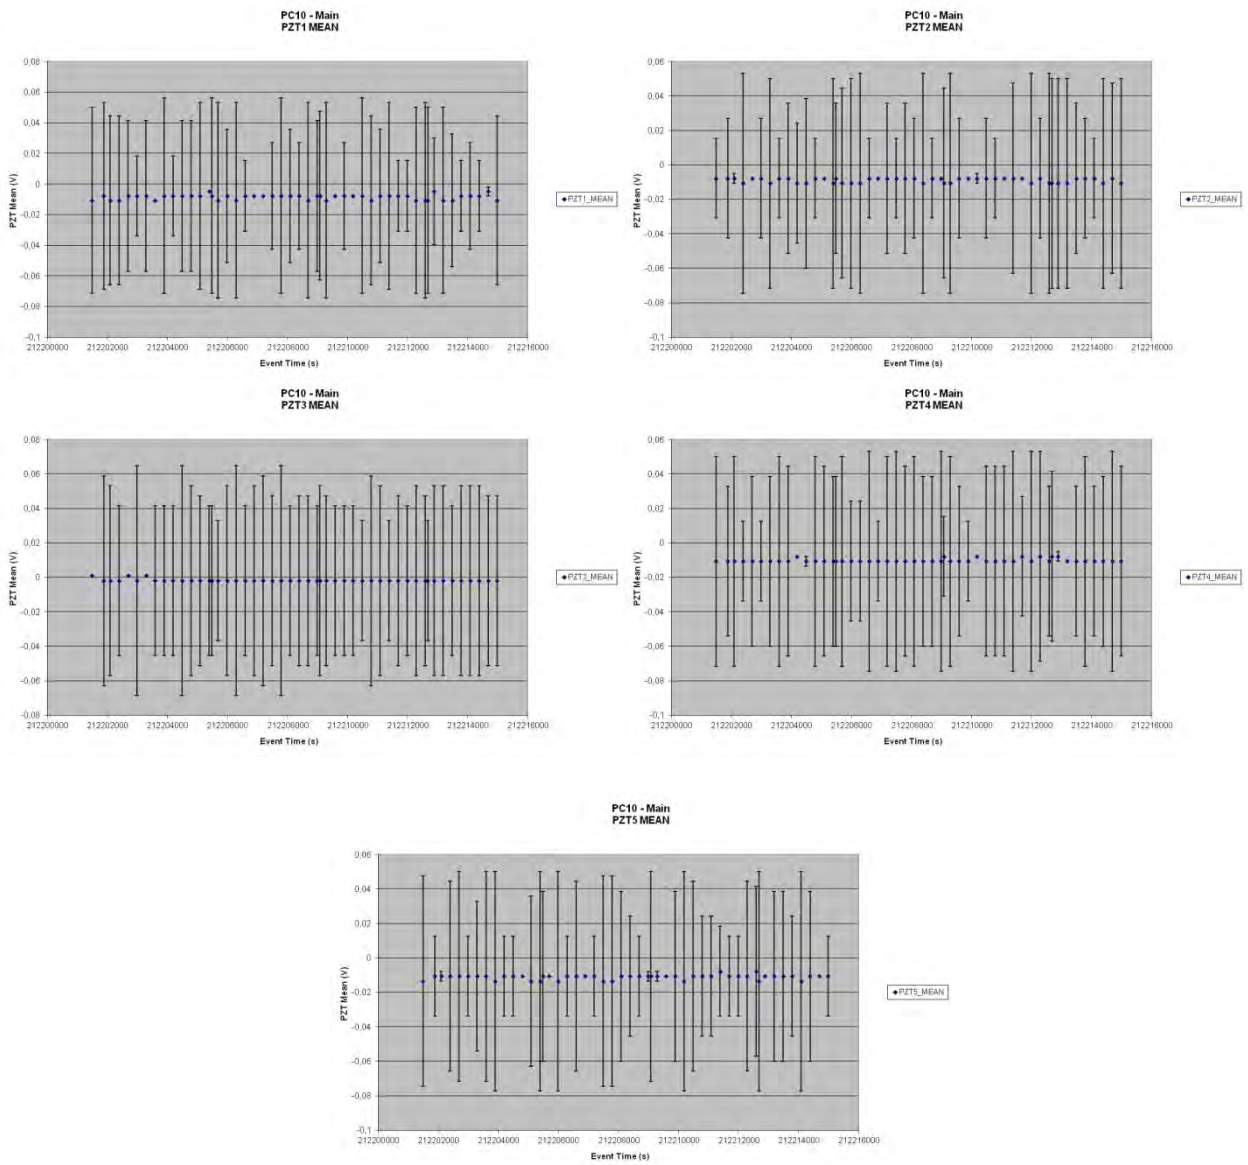 PC10 - Main
PZT1 MEAN
0,08
0,06
0,04
0,02
0
-0,02
-0,04
-0,06
-0,08
-0,1
PZT Mean (V)
212200000 212202000 212204000 212206000 212208000 212210000 212212000 212214000 212216000
Event Time (s)
PZT1_MEAN
PC10 - Main
PZT2 MEAN
0,06
0,04
0,02
0
-0,02
-0,04
-0,06
-0,08
-0,1
PZT Mean (V)
212200000 212202000 212204000 212206000 212208000 212210000 212212000 212214000 212216000
Event Time (s)
PZT2_MEAN
PC10 - Main
PZT3 MEAN
0,08
0,06
0,04
0,02
0
-0,02
-0,04
-0,06
-0,08
PZT Mean (V)
212200000 212202000 212204000 212206000 212208000 212210000 212212000 212214000 212216000
Event Time (s)
PZT3_MEAN
PC10 - Main
PZT4 MEAN
0,06
0,04
0,02
0
-0,02
-0,04
-0,06
-0,08
-0,1
PZT Mean (V)
212200000 212202000 212204000 212206000 212208000 212210000 212212000 212214000 212216000
Event Time (s)
PZT4_MEAN
PC10 - Main
PZT5 MEAN
0,06
0,04
0,02
0
-0,02
-0,04
-0,06
-0,08
-0,1
PZT Mean (V)
212200000 212202000 212204000 212206000 212208000 212210000 212212000 212214000 212216000
Event Time (s)
PZT5_MEAN